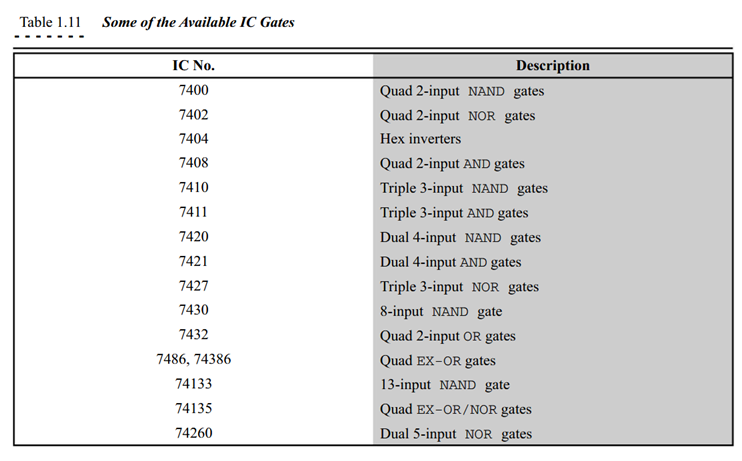 Table 1.11 Some of the Available IC Gates
IC No. Description
7400 Quad 2-input NAND gates
7402 Quad 2-input NOR gates
7404 Hex inverters
7408 Quad 2-input AND gates
7410 Triple 3-input NAND gates
7411 Triple 3-input AND gates
7420 Dual 4-input NAND gates
7421 Dual 4-input AND gates
7427 Triple 3-input NOR gates
7430 8-input NAND gate
7432 Quad 2-input OR gates
7486, 74386 Quad EX-OR gates
74133 13-input NAND gate
74135 Quad EX-OR/NOR gates
74260 Dual 5-input NOR gates